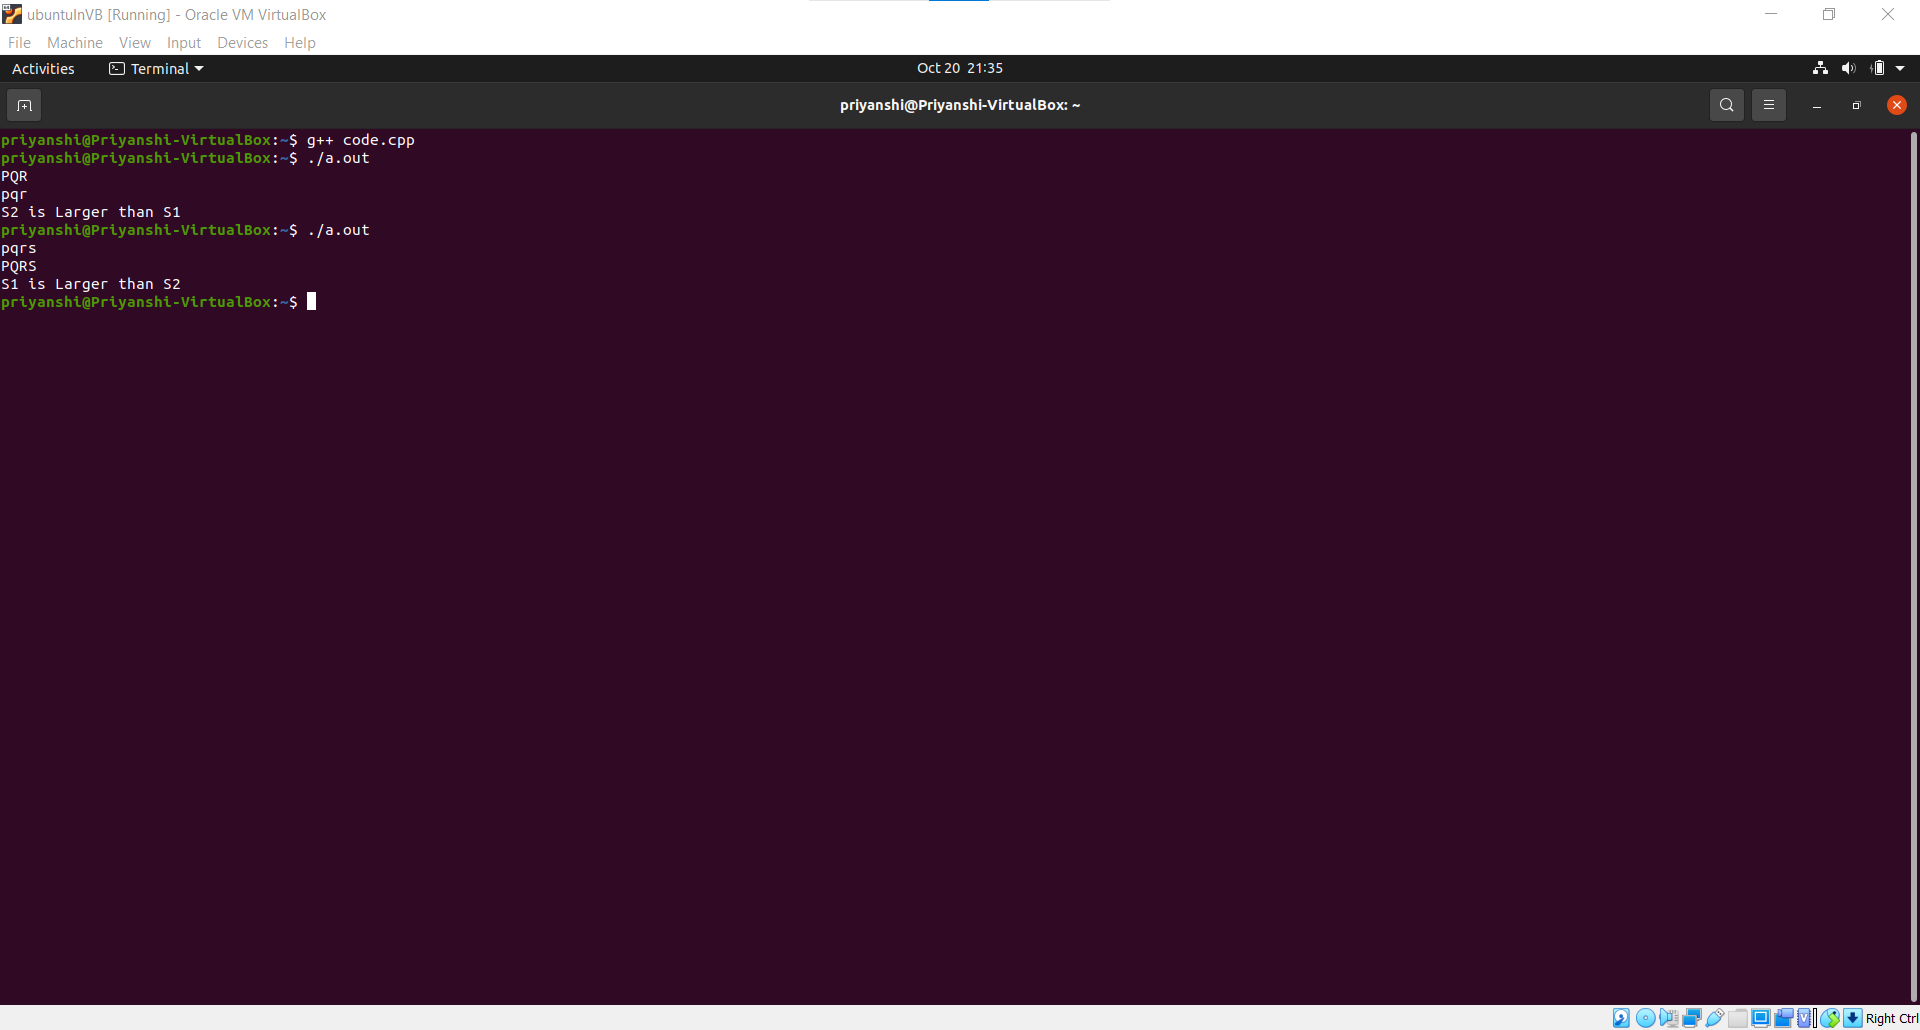 ubuntuInVB [Running] - Oracle VM VirtualBox
File Machine View Input Devices Help
Activities Terminal Oct 20 21:35
priyanshi@Priyanshi-VirtualBox: ~
priyanshi@Priyanshi-VirtualBox:~$ g++ code.cpp
priyanshi@Priyanshi-VirtualBox:~$ ./a.out
PQR
pqr
S2 is Larger than S1
priyanshi@Priyanshi-VirtualBox:~$ ./a.out
pqrs
PQRS
S1 is Larger than S2
priyanshi@Priyanshi-VirtualBox:~$
Right Ctrl